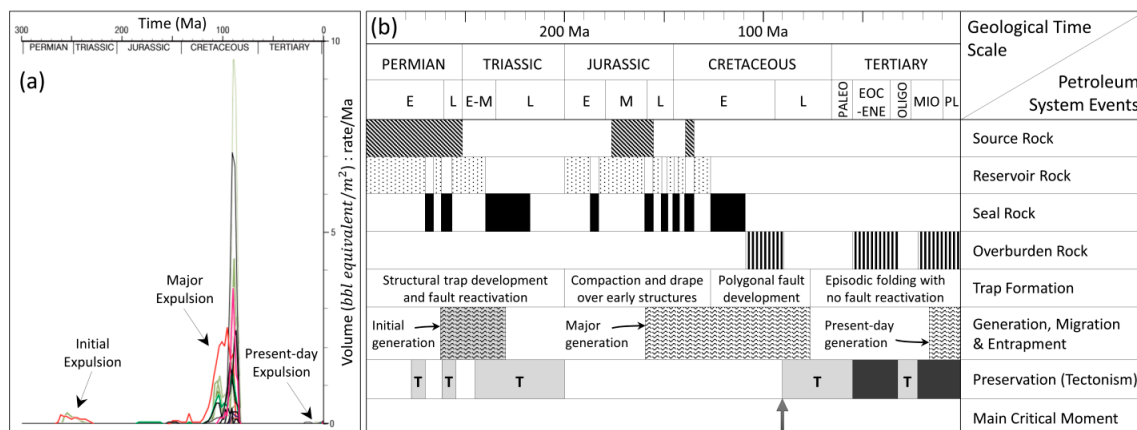 Time (Ma)
300 200 100 0
PERMIAN TRIASSIC JURASSIC CRETACEOUS TERTIARY
(a)
10
5
0
Volume (bbl equivalent/m²) : rate/Ma
Major
Expulsion
Initial
Expulsion
Present-day
Expulsion
(b)
200 Ma 100 Ma
Geological Time
Scale
Petroleum
System Events
PERMIAN TRIASSIC JURASSIC CRETACEOUS TERTIARY
E L E-M L E M L E L PALEO EOC
-ENE OLIGO MIO PL
Source Rock
Reservoir Rock
Seal Rock
Overburden Rock
Structural trap development
and fault reactivation
Compaction and drape
over early structures
Polygonal fault
development
Episodic folding with
no fault reactivation
Trap Formation
Initial
generation
Major
generation
Present-day
generation
Generation, Migration
& Entrapment
T T T T T
Preservation (Tectonism)
Main Critical Moment